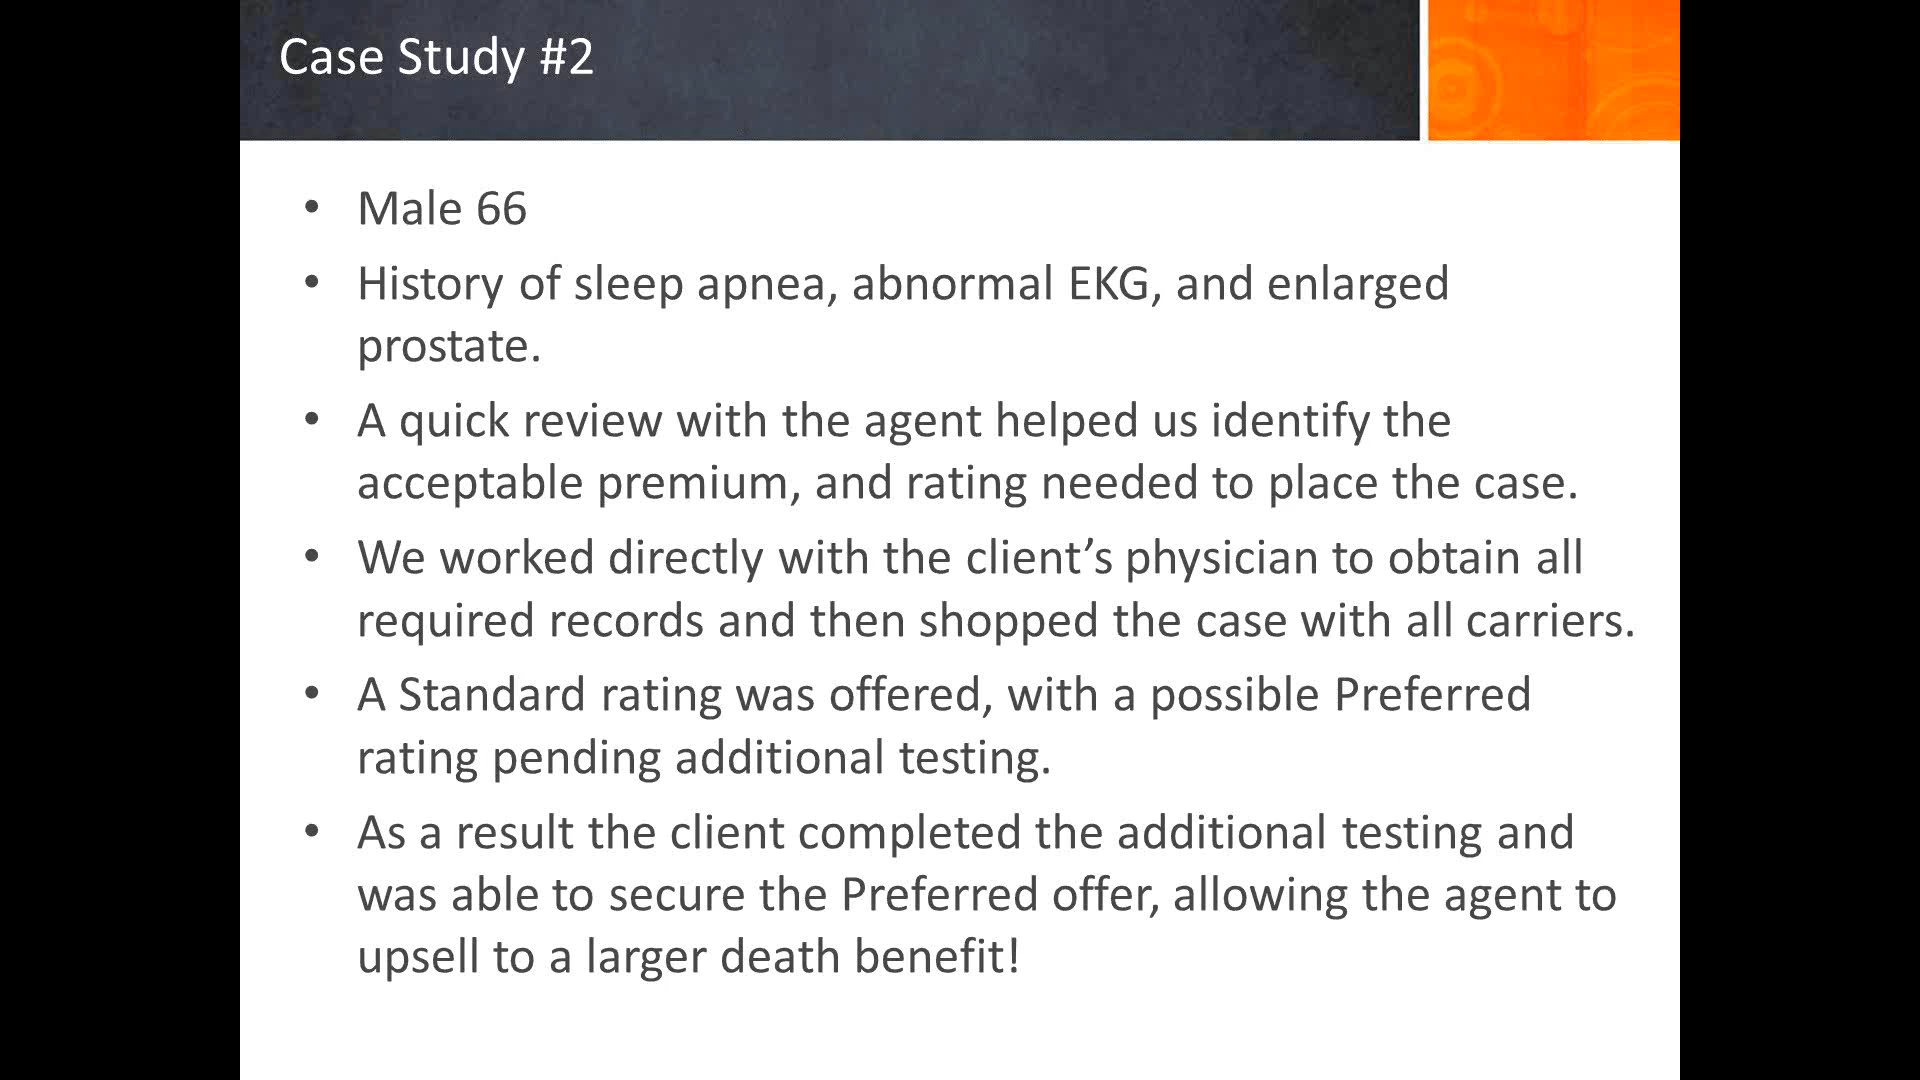 Case Study #2
• Male 66
• History of sleep apnea, abnormal EKG, and enlarged
prostate.
• A quick review with the agent helped us identify the
acceptable premium, and rating needed to place the case.
• We worked directly with the client’s physician to obtain all
required records and then shopped the case with all carriers.
• A Standard rating was offered, with a possible Preferred
rating pending additional testing.
• As a result the client completed the additional testing and
was able to secure the Preferred offer, allowing the agent to
upsell to a larger death benefit!